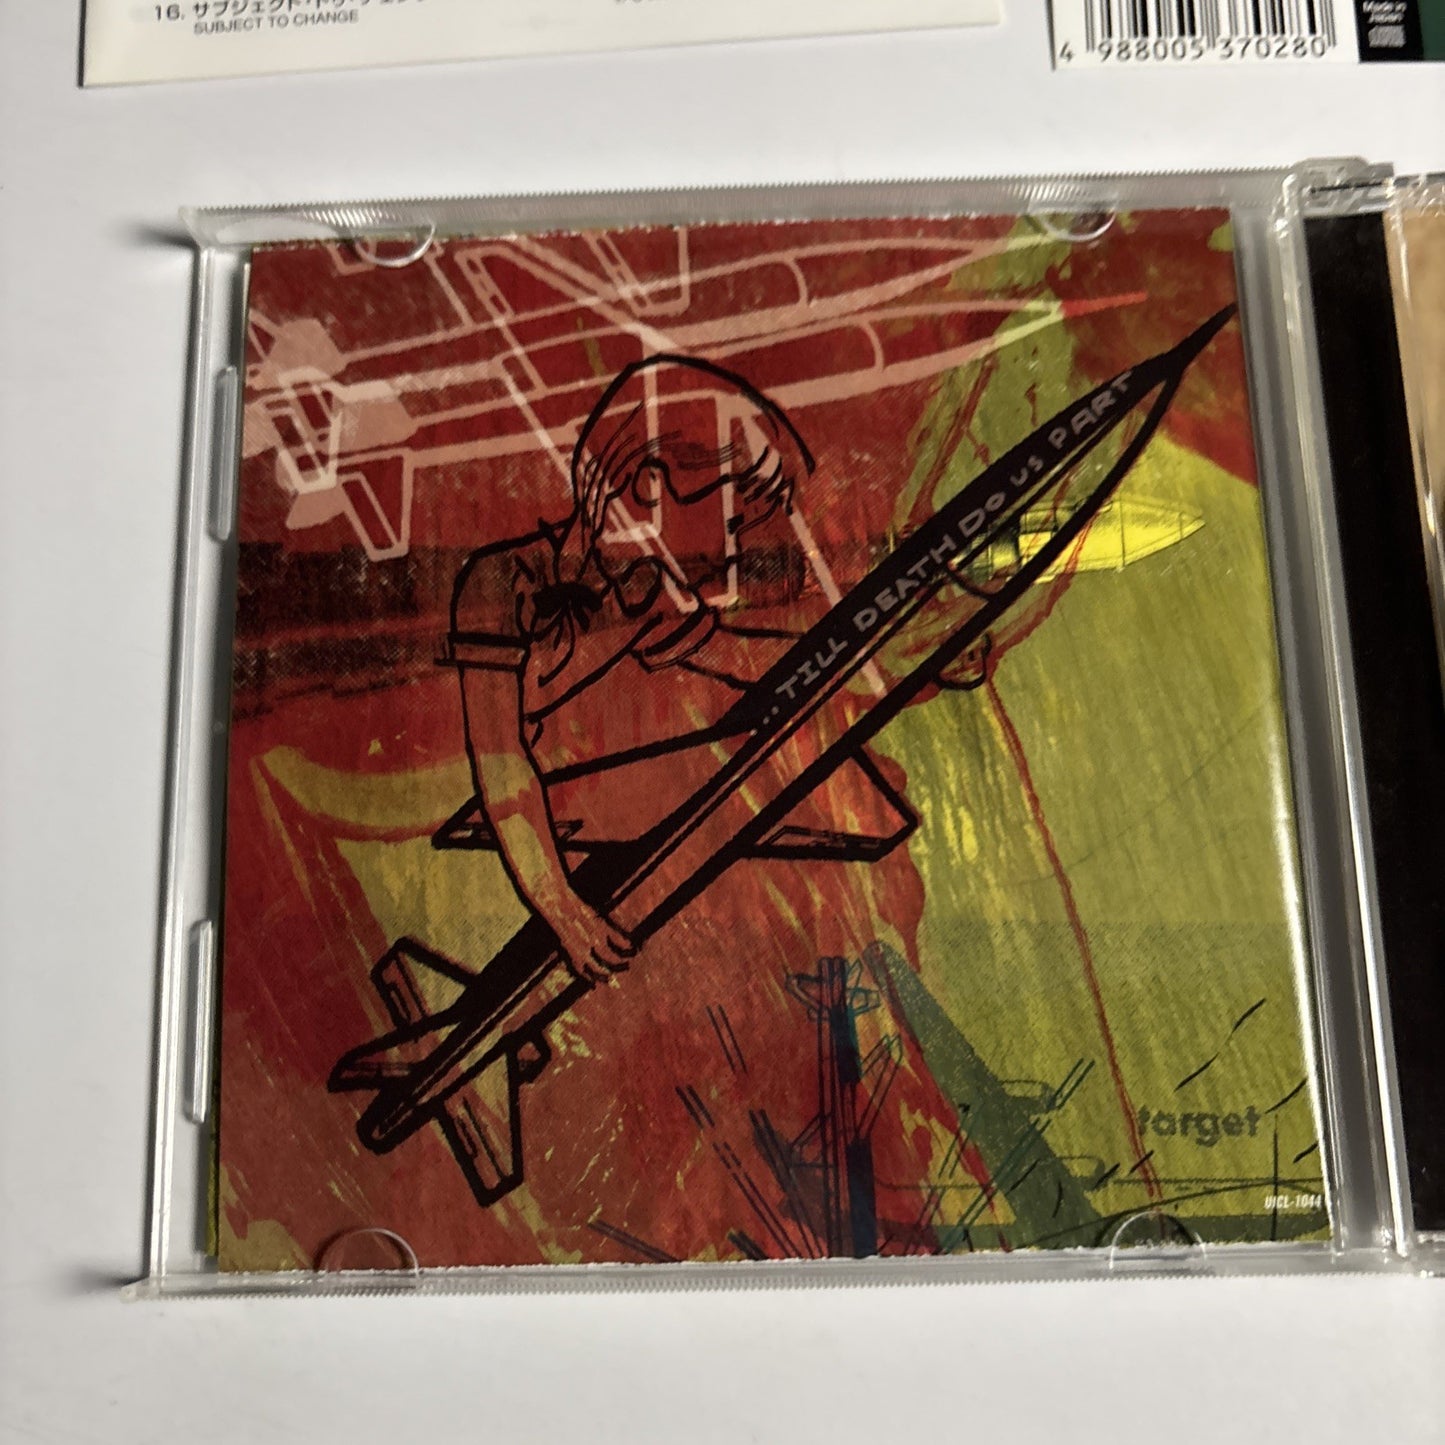 16. サブジェクト・トゥ・チェンジ
SUBJECT TO CHANGE
Made in
Japan
4 988005 370280
...TILL DEATH DO US PART
target
UICL-1044